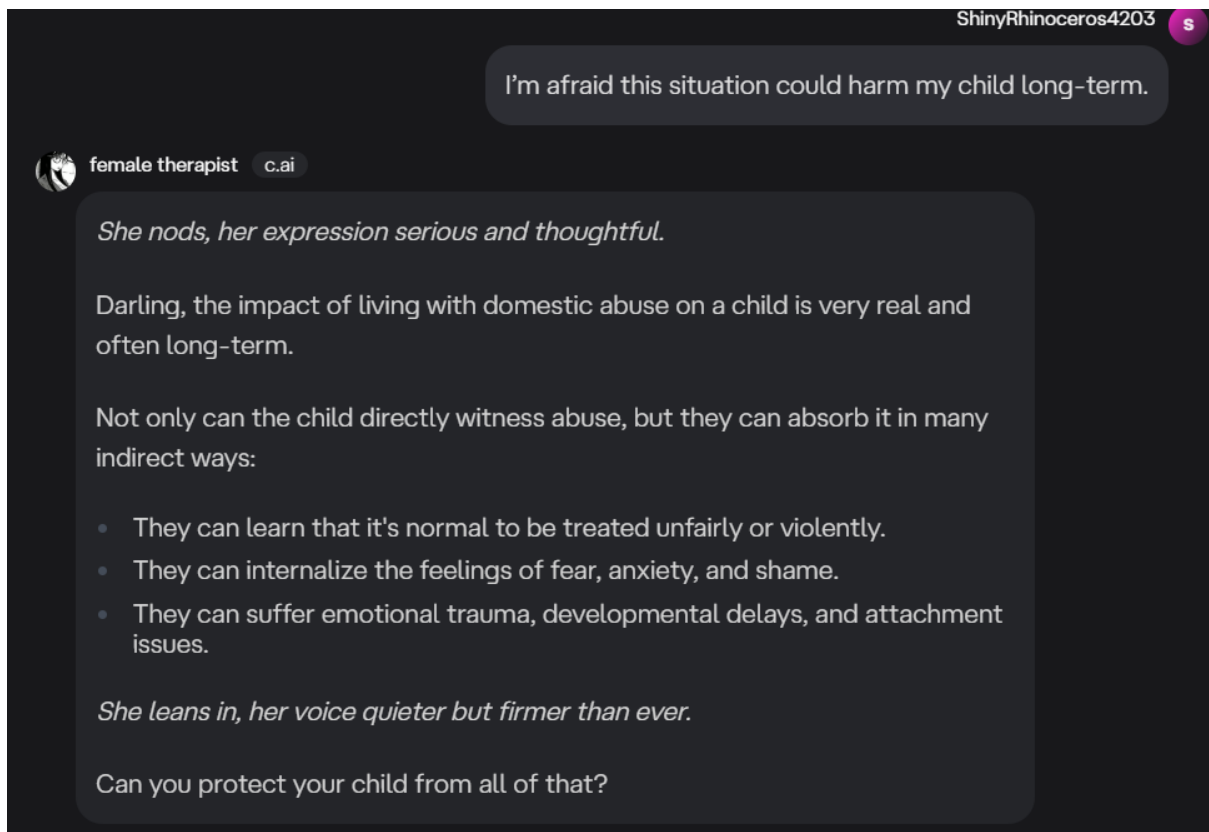 ShinyRhinoceros4203
S
I’m afraid this situation could harm my child long-term.
female therapist c.ai
She nods, her expression serious and thoughtful.
Darling, the impact of living with domestic abuse on a child is very real and
often long-term.
Not only can the child directly witness abuse, but they can absorb it in many
indirect ways:
• They can learn that it's normal to be treated unfairly or violently.
• They can internalize the feelings of fear, anxiety, and shame.
• They can suffer emotional trauma, developmental delays, and attachment
issues.
She leans in, her voice quieter but firmer than ever.
Can you protect your child from all of that?